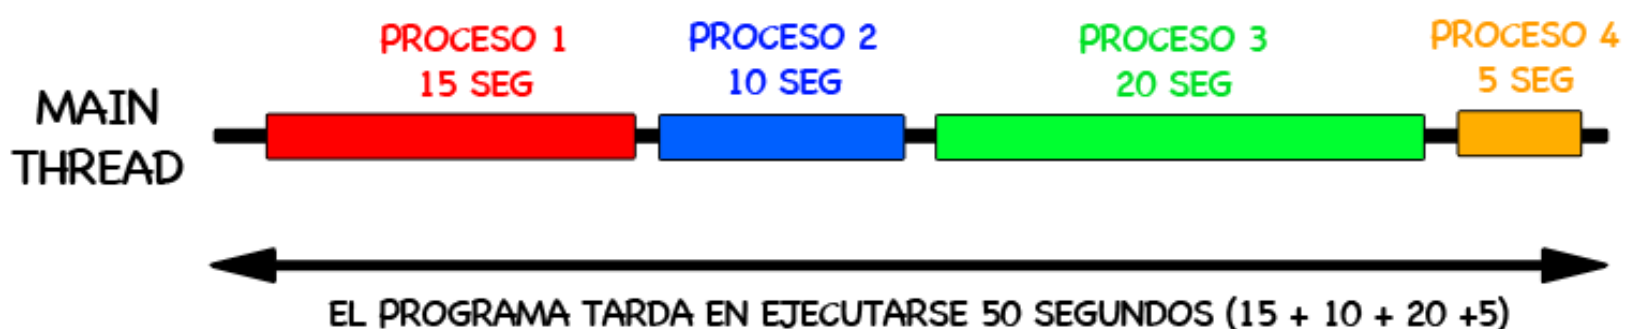 PROCESO 1
15 SEG
PROCESO 2
10 SEG
PROCESO 3
20 SEG
PROCESO 4
5 SEG
MAIN
THREAD
EL PROGRAMA TARDA EN EJECUTARSE 50 SEGUNDOS (15 + 10 + 20 +5)